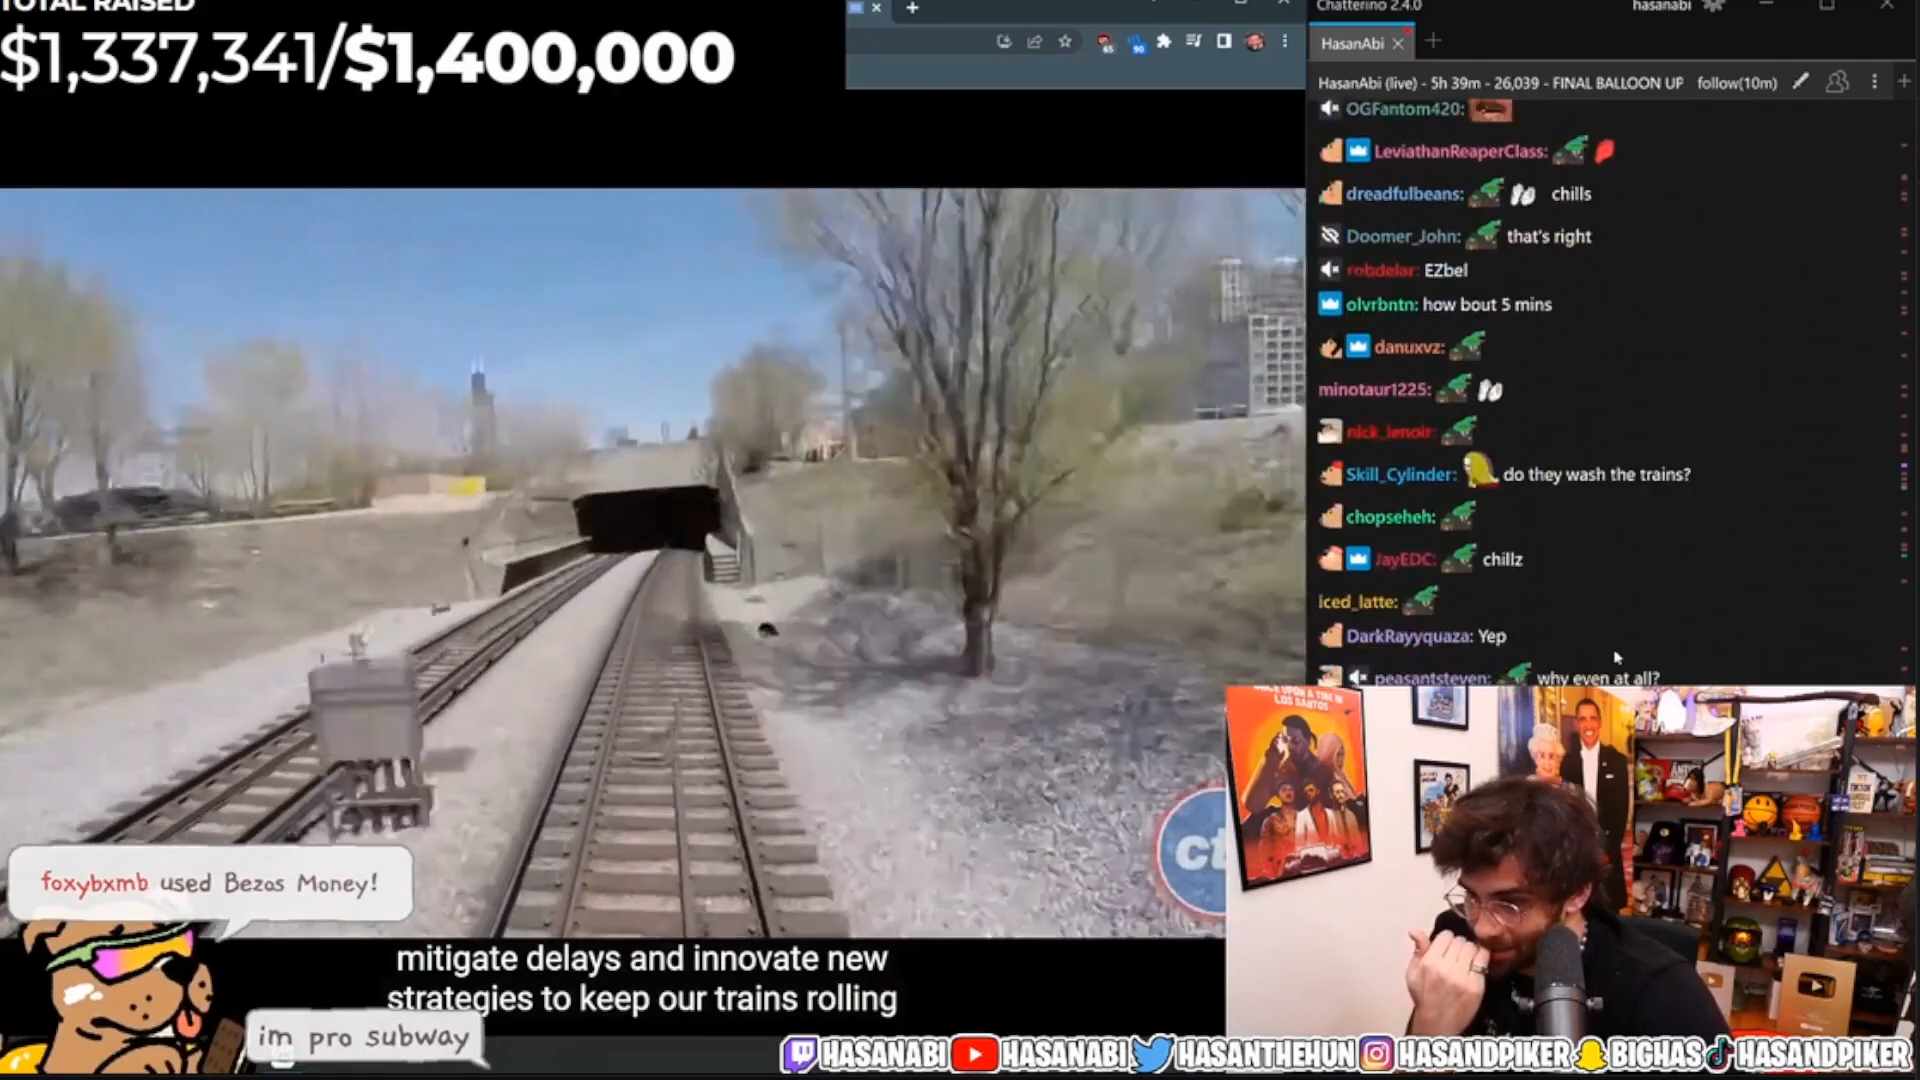 TOTAL RAISED
$1,337,341/$1,400,000
Chatterino 2.4.0
hasanabi
HasanAbi
HasanAbi (live) - 5h 39m - 26,039 - FINAL BALLOON UP
follow(10m)
OGFantom420:
LeviathanReaperClass:
dreadfulbeans: chills
Doomer_John: that's right
robdelar: EZbel
olvrbntn: how bout 5 mins
danuxvz:
minotaur1225:
nick_lenoir:
Skill_Cylinder: do they wash the trains?
chopseheh:
JayEDC: chillz
iced_latte:
DarkRayyquaza: Yep
peasantsteven: why even at all?
LOS SANTOS
ct
foxybxmb used Bezos Money!
mitigate delays and innovate new
strategies to keep our trains rolling
im pro subway
HASANABI HASANABI HASANTHEHUN HASANDPIKER BIGHAS HASANDPIKER